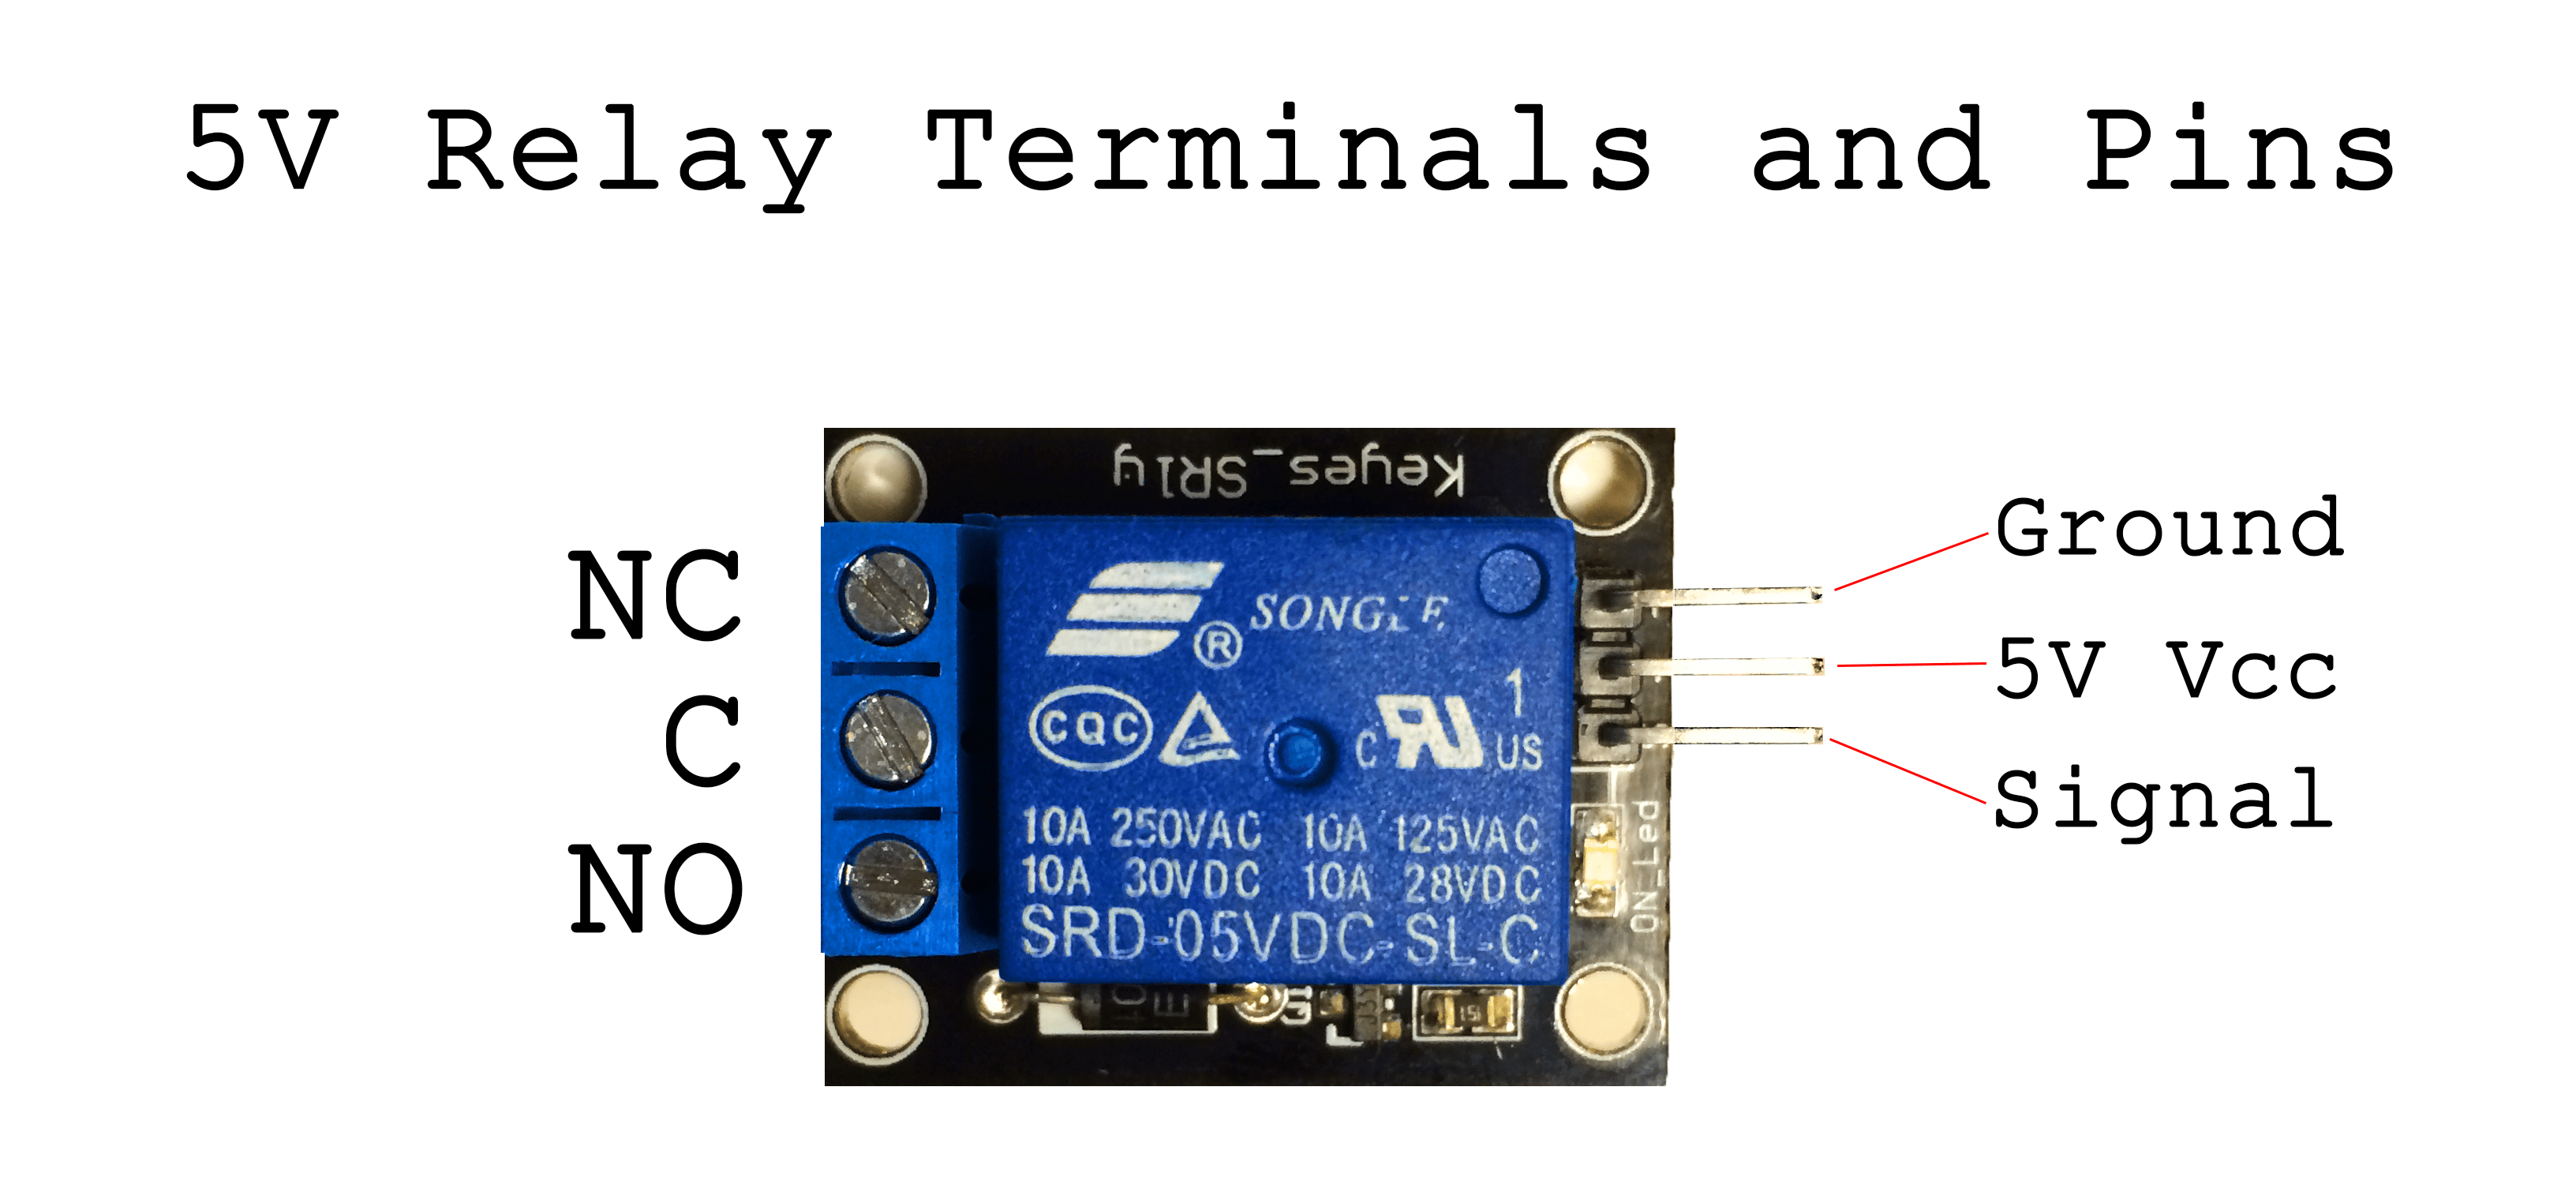 5V Relay Terminals and Pins
Keyes_SRly
NC
C
NO
Ground
5V Vcc
Signal
® SONGLE
CQC
C US
1
10A 250VAC 10A 125VAC
10A 30VDC 10A 28VDC
SRD-05VDC-SL-C
ON_Led
151